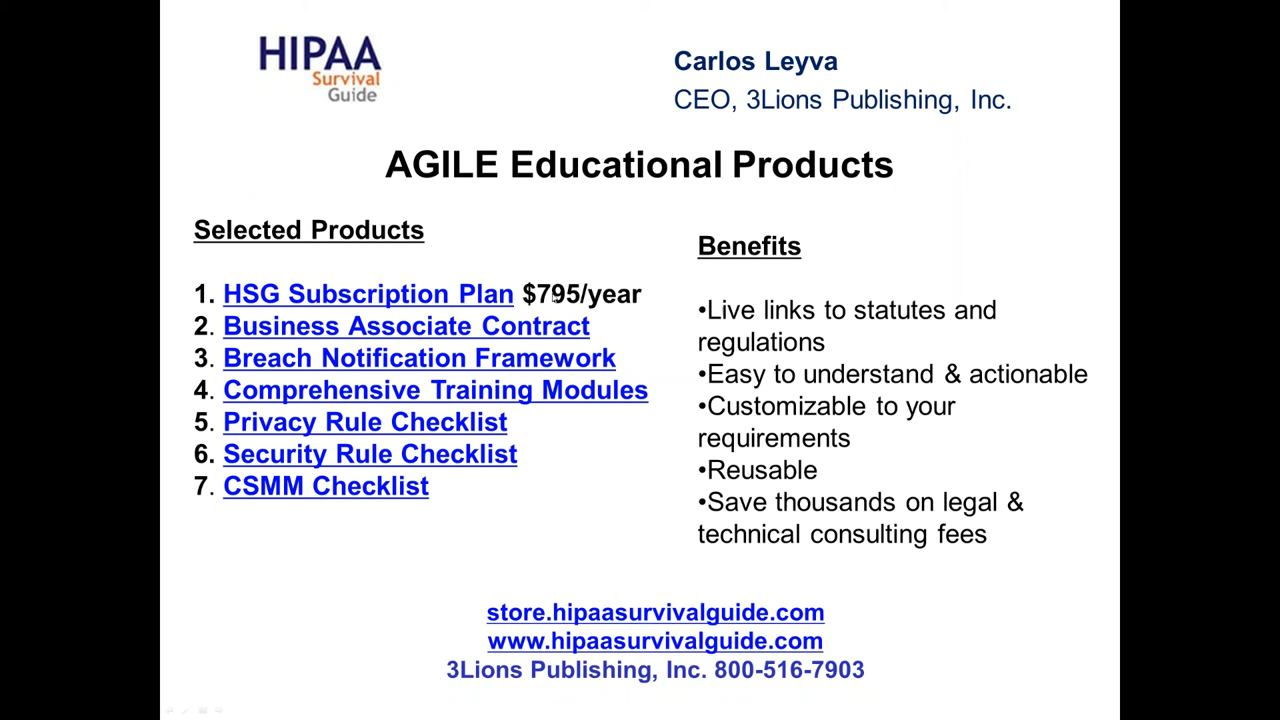 HIPAA
Survival
Guide
Carlos Leyva
CEO, 3Lions Publishing, Inc.
AGILE Educational Products
Selected Products
1. HSG Subscription Plan $795/year
2. Business Associate Contract
3. Breach Notification Framework
4. Comprehensive Training Modules
5. Privacy Rule Checklist
6. Security Rule Checklist
7. CSMM Checklist
Benefits
•Live links to statutes and
regulations
•Easy to understand & actionable
•Customizable to your
requirements
•Reusable
•Save thousands on legal &
technical consulting fees
store.hipaasurvivalguide.com
www.hipaasurvivalguide.com
3Lions Publishing, Inc. 800-516-7903